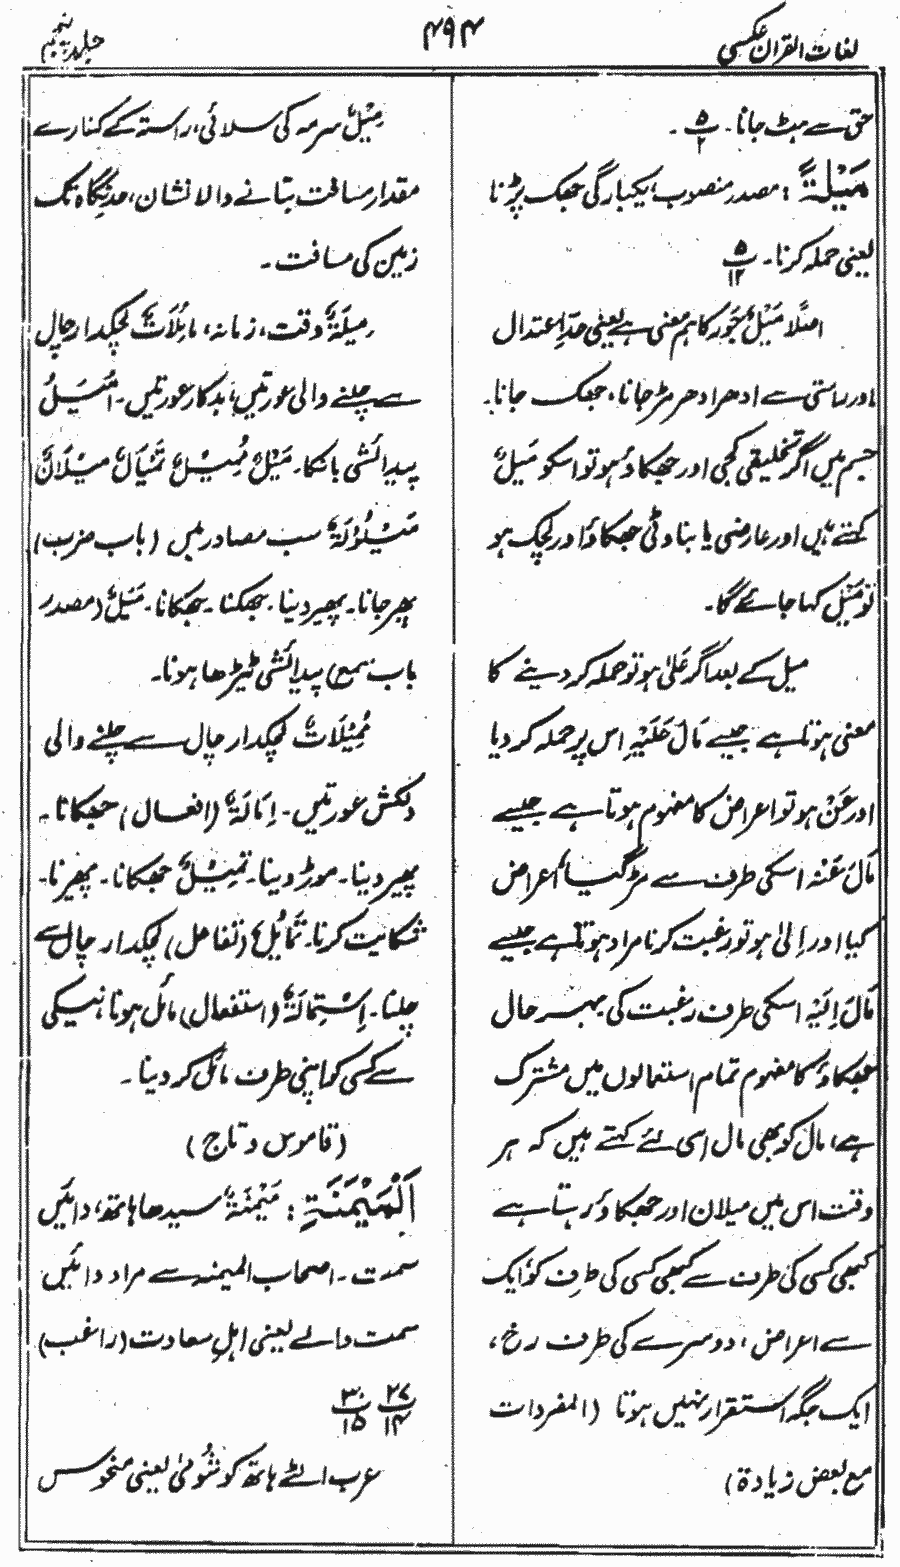 لغات القرآن عکسی
۴۹۴
جلد پنجم
حق سے ہٹ جانا۔ ۵/۲ ۔
مَیْلَةً : مصدر منصوب، یکبارگی جھک پڑنا
یعنی حملہ کرنا۔ ۵/۱۲
اصلًا مَیْلٌ جَوْر کا ہم معنی ہے یعنی حدِّ اعتدال
اور راستی سے ادھر ادھر مڑ جانا، جھک جانا۔
جسم میں اگر تخلیقی کجی اور جھکاؤ ہو تو اسکو مَیَلٌ
کہتے ہیں اور عارضی یا بناوٹی جھکاؤ اور لچک ہو
تو مَیْل کہا جائے گا۔
میل کے بعد اگر عَلیٰ ہو تو حملہ کر دینے کا
معنی ہوتا ہے جیسے مَالَ عَلَیْهِ اس پر حملہ کر دیا
اور عَنْ ہو تو اعراض کا مفہوم ہوتا ہے جیسے
مَالَ عَنْهُ اسکی طرف سے مڑ گیا، اعراض
کیا اور اِلیٰ ہو تو رغبت کرنا مراد ہوتا ہے جیسے
مَالَ اِلَیْهِ اسکی طرف رغبت کی بہر حال
جھکاؤ کا مفہوم تمام استعمالوں میں مشترک
ہے، مال کو بھی مال اسی لئے کہتے ہیں کہ ہر
وقت اس میں میلان اور جھکاؤ رہتا ہے
کبھی کسی کی طرف سے کبھی کسی کی طرف کو، ایک
سے اعراض، دوسرے کی طرف رخ،
ایک جگہ استقرار نہیں ہوتا (المفردات
مع بعض زیادة)
مِیْلٌ سرمہ کی سلائی، راستہ کے کنارے
مقدار مسافت بتانے والا نشان، حدِّ نگاہ تک
زمین کی مسافت۔
مِیلَةٌ وقت، زمانہ، مائِلَاتٌ لچکدار چال
سے چلنے والی عورتیں، بدکار عورتیں۔ اَمْیَلُ
پیدائشی بانکا۔ مَیْلٌ مَمِیْلٌ تَمْیَالٌ مَیْلَانٌ
مَیْلُوْلَةٌ سب مصادر ہیں (باب ضرب)
پھر جانا۔ پھیر دینا۔ جھکنا۔ جھکانا۔ مَیَلٌ (مصدر
باب سمع) پیدائشی ٹیڑھا ہونا۔
مُمِیْلَاتٌ لچکدار چال سے چلنے والی
دلکش عورتیں۔ اِمَالَةٌ (افعال) جھکانا۔
پھیر دینا۔ موڑ دینا۔ تَمْیِیْلٌ جھکانا۔ پھیرنا۔
شکایت کرنا۔ تَمَایُلٌ (تفاعل) لچکدار چال سے
چلنا۔ اِسْتِمَالَةٌ (استفعال) مائل ہونا، نیکی
سے کسی کو اپنی طرف مائل کر دینا۔
(قاموس و تاج)
اَلْمَیْمَنَةِ : مَیْمَنَةٌ سیدھا ہاتھ، دائیں
سمت۔ اصحاب المیمنہ سے مراد دائیں
سمت والے یعنی اہلِ سعادت (راغب)
۲۷/۱۴ ۳۰/۱۵
عرب الٹے ہاتھ کو شُومیٰ یعنی منحوس